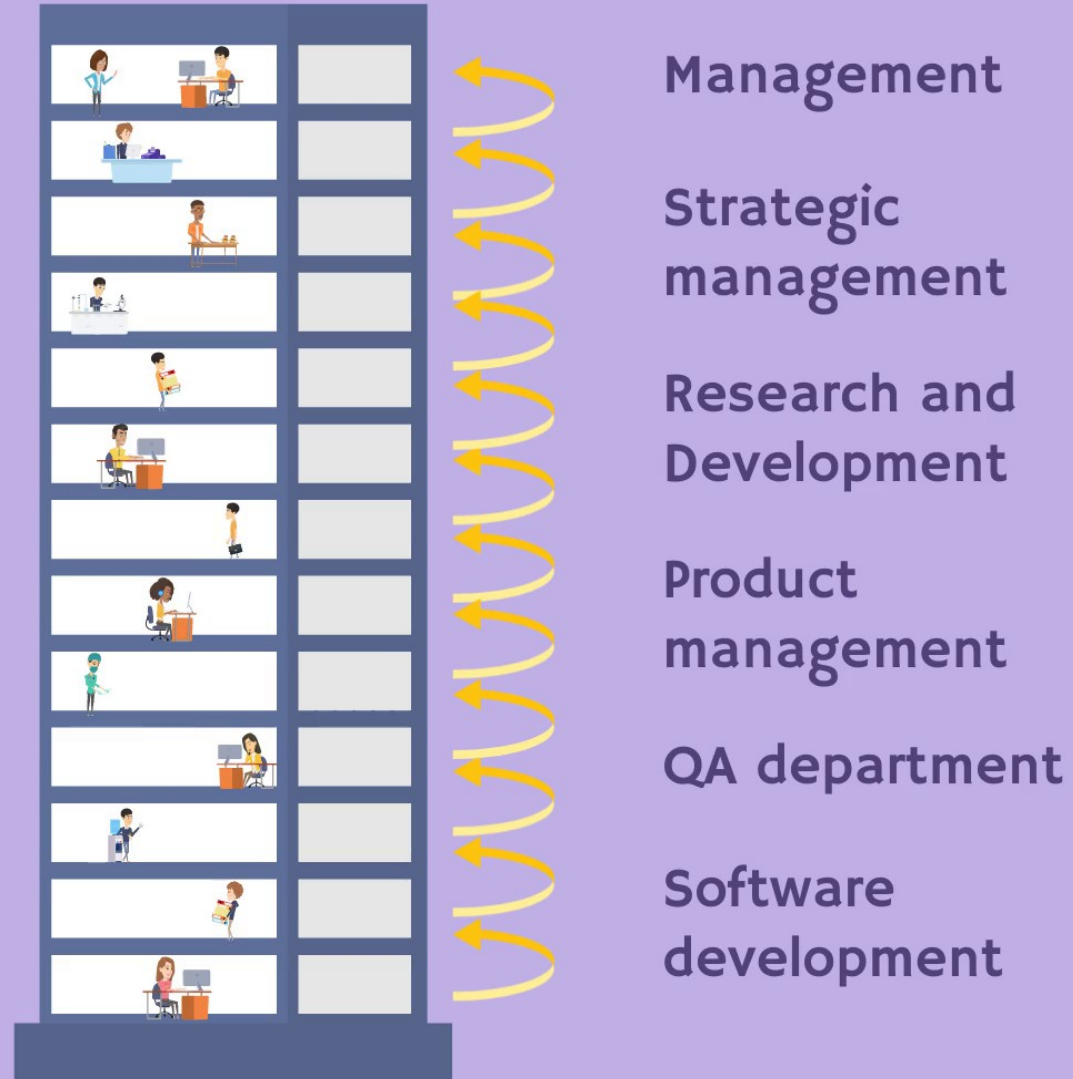 Management
Strategic
management
Research and
Development
Product
management
QA department
Software
development